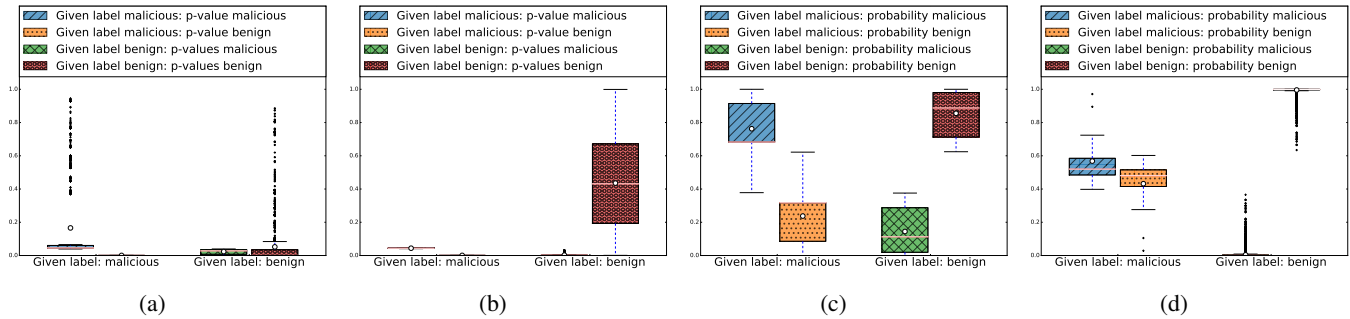 Given label malicious: p-value malicious
Given label malicious: p-value benign
Given label benign: p-values malicious
Given label benign: p-values benign
1.0
0.8
0.6
0.4
0.2
0.0
Given label: malicious Given label: benign
(a)
Given label malicious: p-value malicious
Given label malicious: p-value benign
Given label benign: p-values malicious
Given label benign: p-values benign
1.0
0.8
0.6
0.4
0.2
0.0
Given label: malicious Given label: benign
(b)
Given label malicious: probability malicious
Given label malicious: probability benign
Given label benign: probability malicious
Given label benign: probability benign
1.0
0.8
0.6
0.4
0.2
0.0
Given label: malicious Given label: benign
(c)
Given label malicious: probability malicious
Given label malicious: probability benign
Given label benign: probability malicious
Given label benign: probability benign
1.0
0.8
0.6
0.4
0.2
0.0
Given label: malicious Given label: benign
(d)